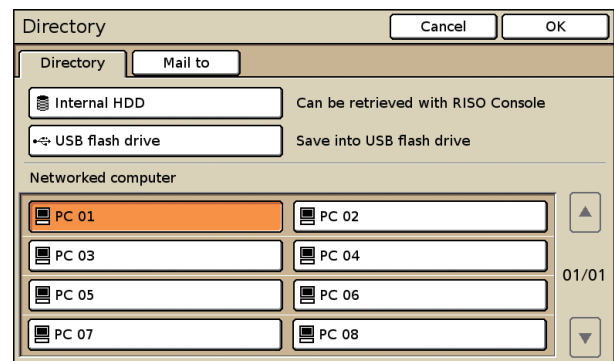 Directory
Cancel
OK
Directory
Mail to
Internal HDD
Can be retrieved with RISO Console
USB flash drive
Save into USB flash drive
Networked computer
PC 01
PC 02
PC 03
PC 04
01/01
PC 05
PC 06
PC 07
PC 08